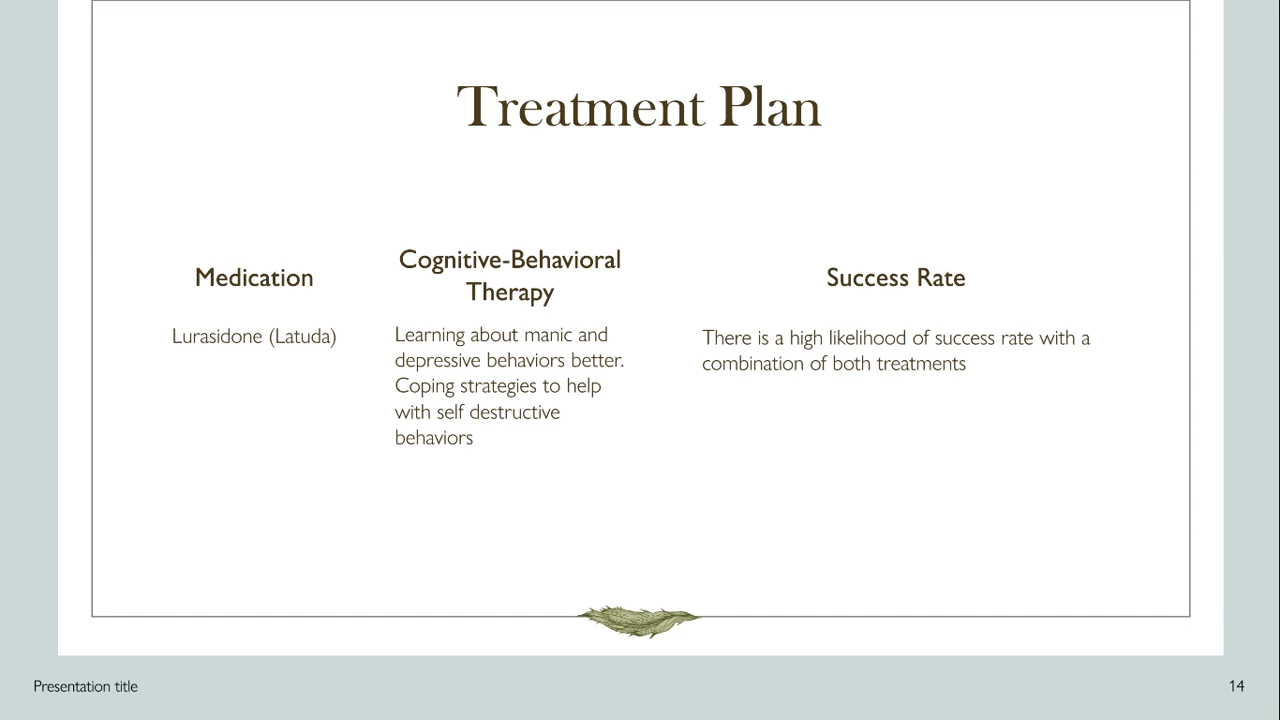 Treatment Plan
Medication
Lurasidone (Latuda)
Cognitive-Behavioral
Therapy
Learning about manic and
depressive behaviors better.
Coping strategies to help
with self destructive
behaviors
Success Rate
There is a high likelihood of success rate with a
combination of both treatments
Presentation title
14